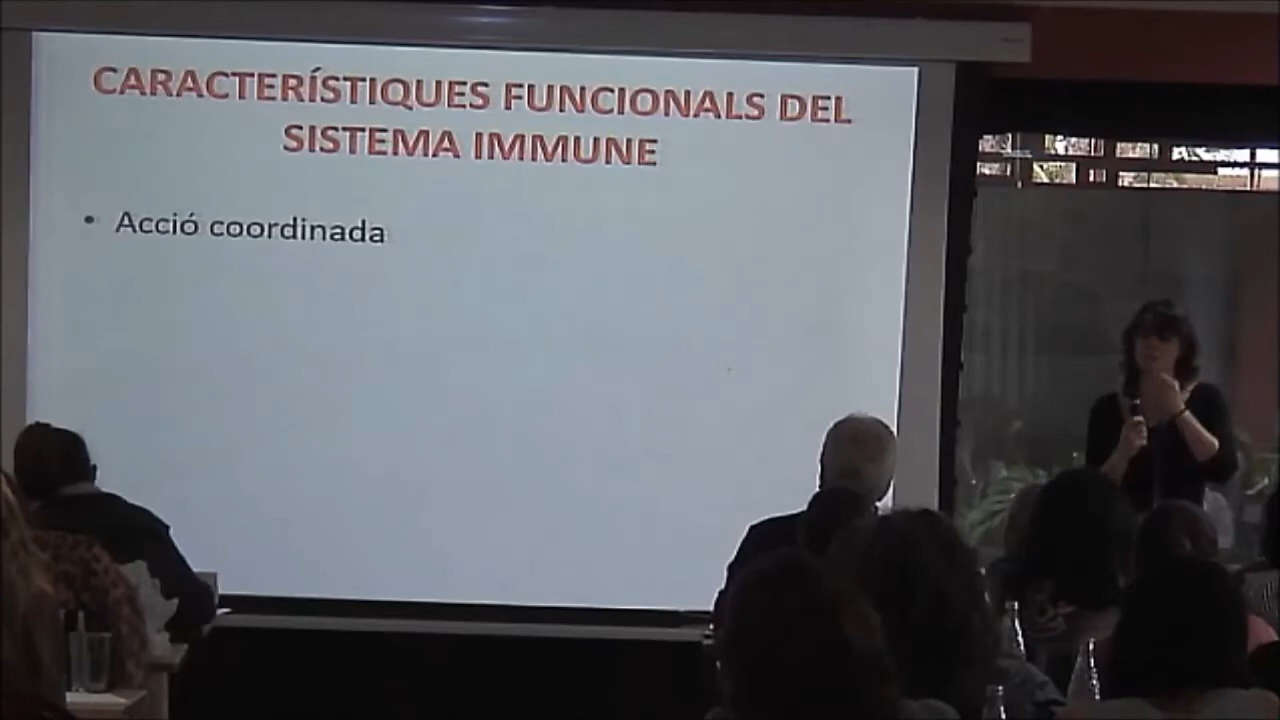 CARACTERÍSTIQUES FUNCIONALS DEL
SISTEMA IMMUNE
• Acció coordinada